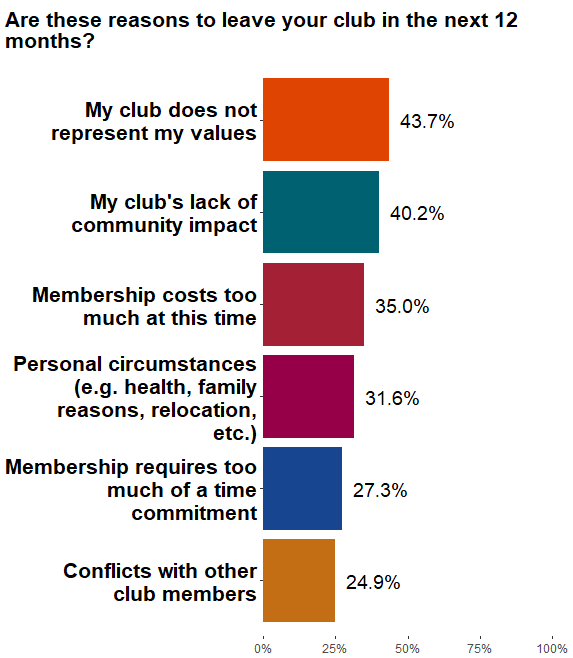 Are these reasons to leave your club in the next 12
months?
My club does not
represent my values
43.7%
My club's lack of
community impact
40.2%
Membership costs too
much at this time
35.0%
Personal circumstances
(e.g. health, family
reasons, relocation,
etc.)
31.6%
Membership requires too
much of a time
commitment
27.3%
Conflicts with other
club members
24.9%
0% 25% 50% 75% 100%